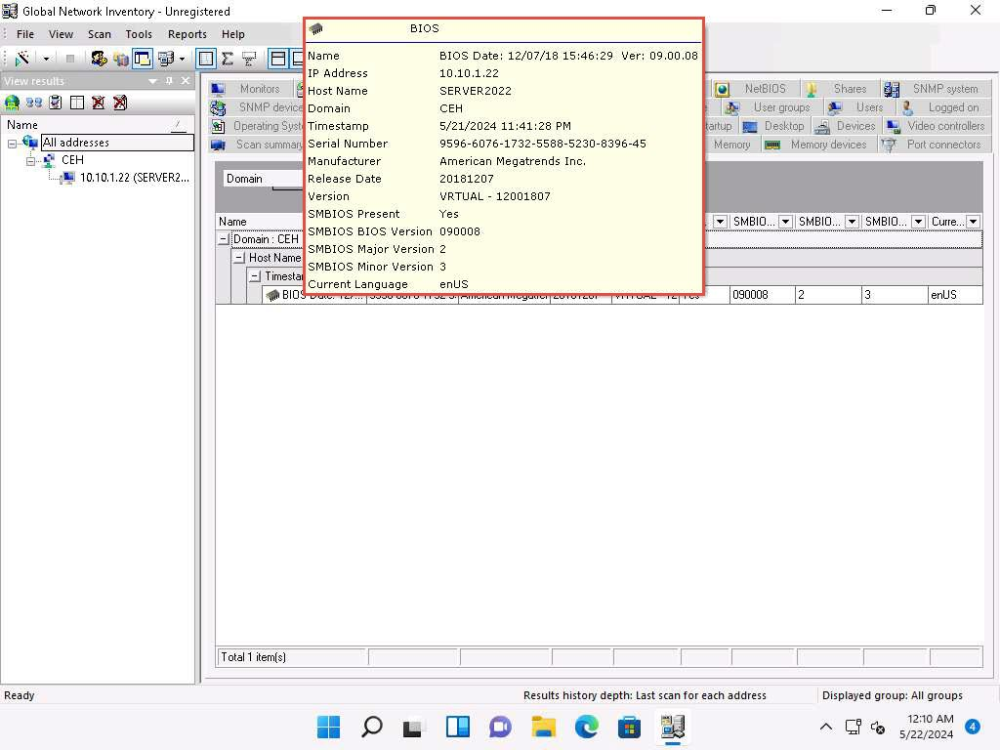 Global Network Inventory - Unregistered
File View Scan Tools Reports Help
View results
Name
All addresses
CEH
10.10.1.22 (SERVER2...
Monitors
SNMP device
Operating Syst
Scan summary
NetBIOS Shares SNMP system
User groups Users Logged on
Desktop Devices Video controllers
Memory Memory devices Port connectors
Domain
BIOS
Name BIOS Date: 12/07/18 15:46:29 Ver: 09.00.08
IP Address 10.10.1.22
Host Name SERVER2022
Domain CEH
Timestamp 5/21/2024 11:41:28 PM
Serial Number 9596-6076-1732-5588-5230-8396-45
Manufacturer American Megatrends Inc.
Release Date 20181207
Version VRTUAL - 12001807
SMBIOS Present Yes
SMBIOS BIOS Version 090008
SMBIOS Major Version 2
SMBIOS Minor Version 3
Current Language enUS
Name SMBIO... SMBIO... SMBIO... Curre...
Domain : CEH
Host Name
Timestar
090008 2 3 enUS
Total 1 item(s)
Ready Results history depth: Last scan for each address Displayed group: All groups
12:10 AM
5/22/2024
4